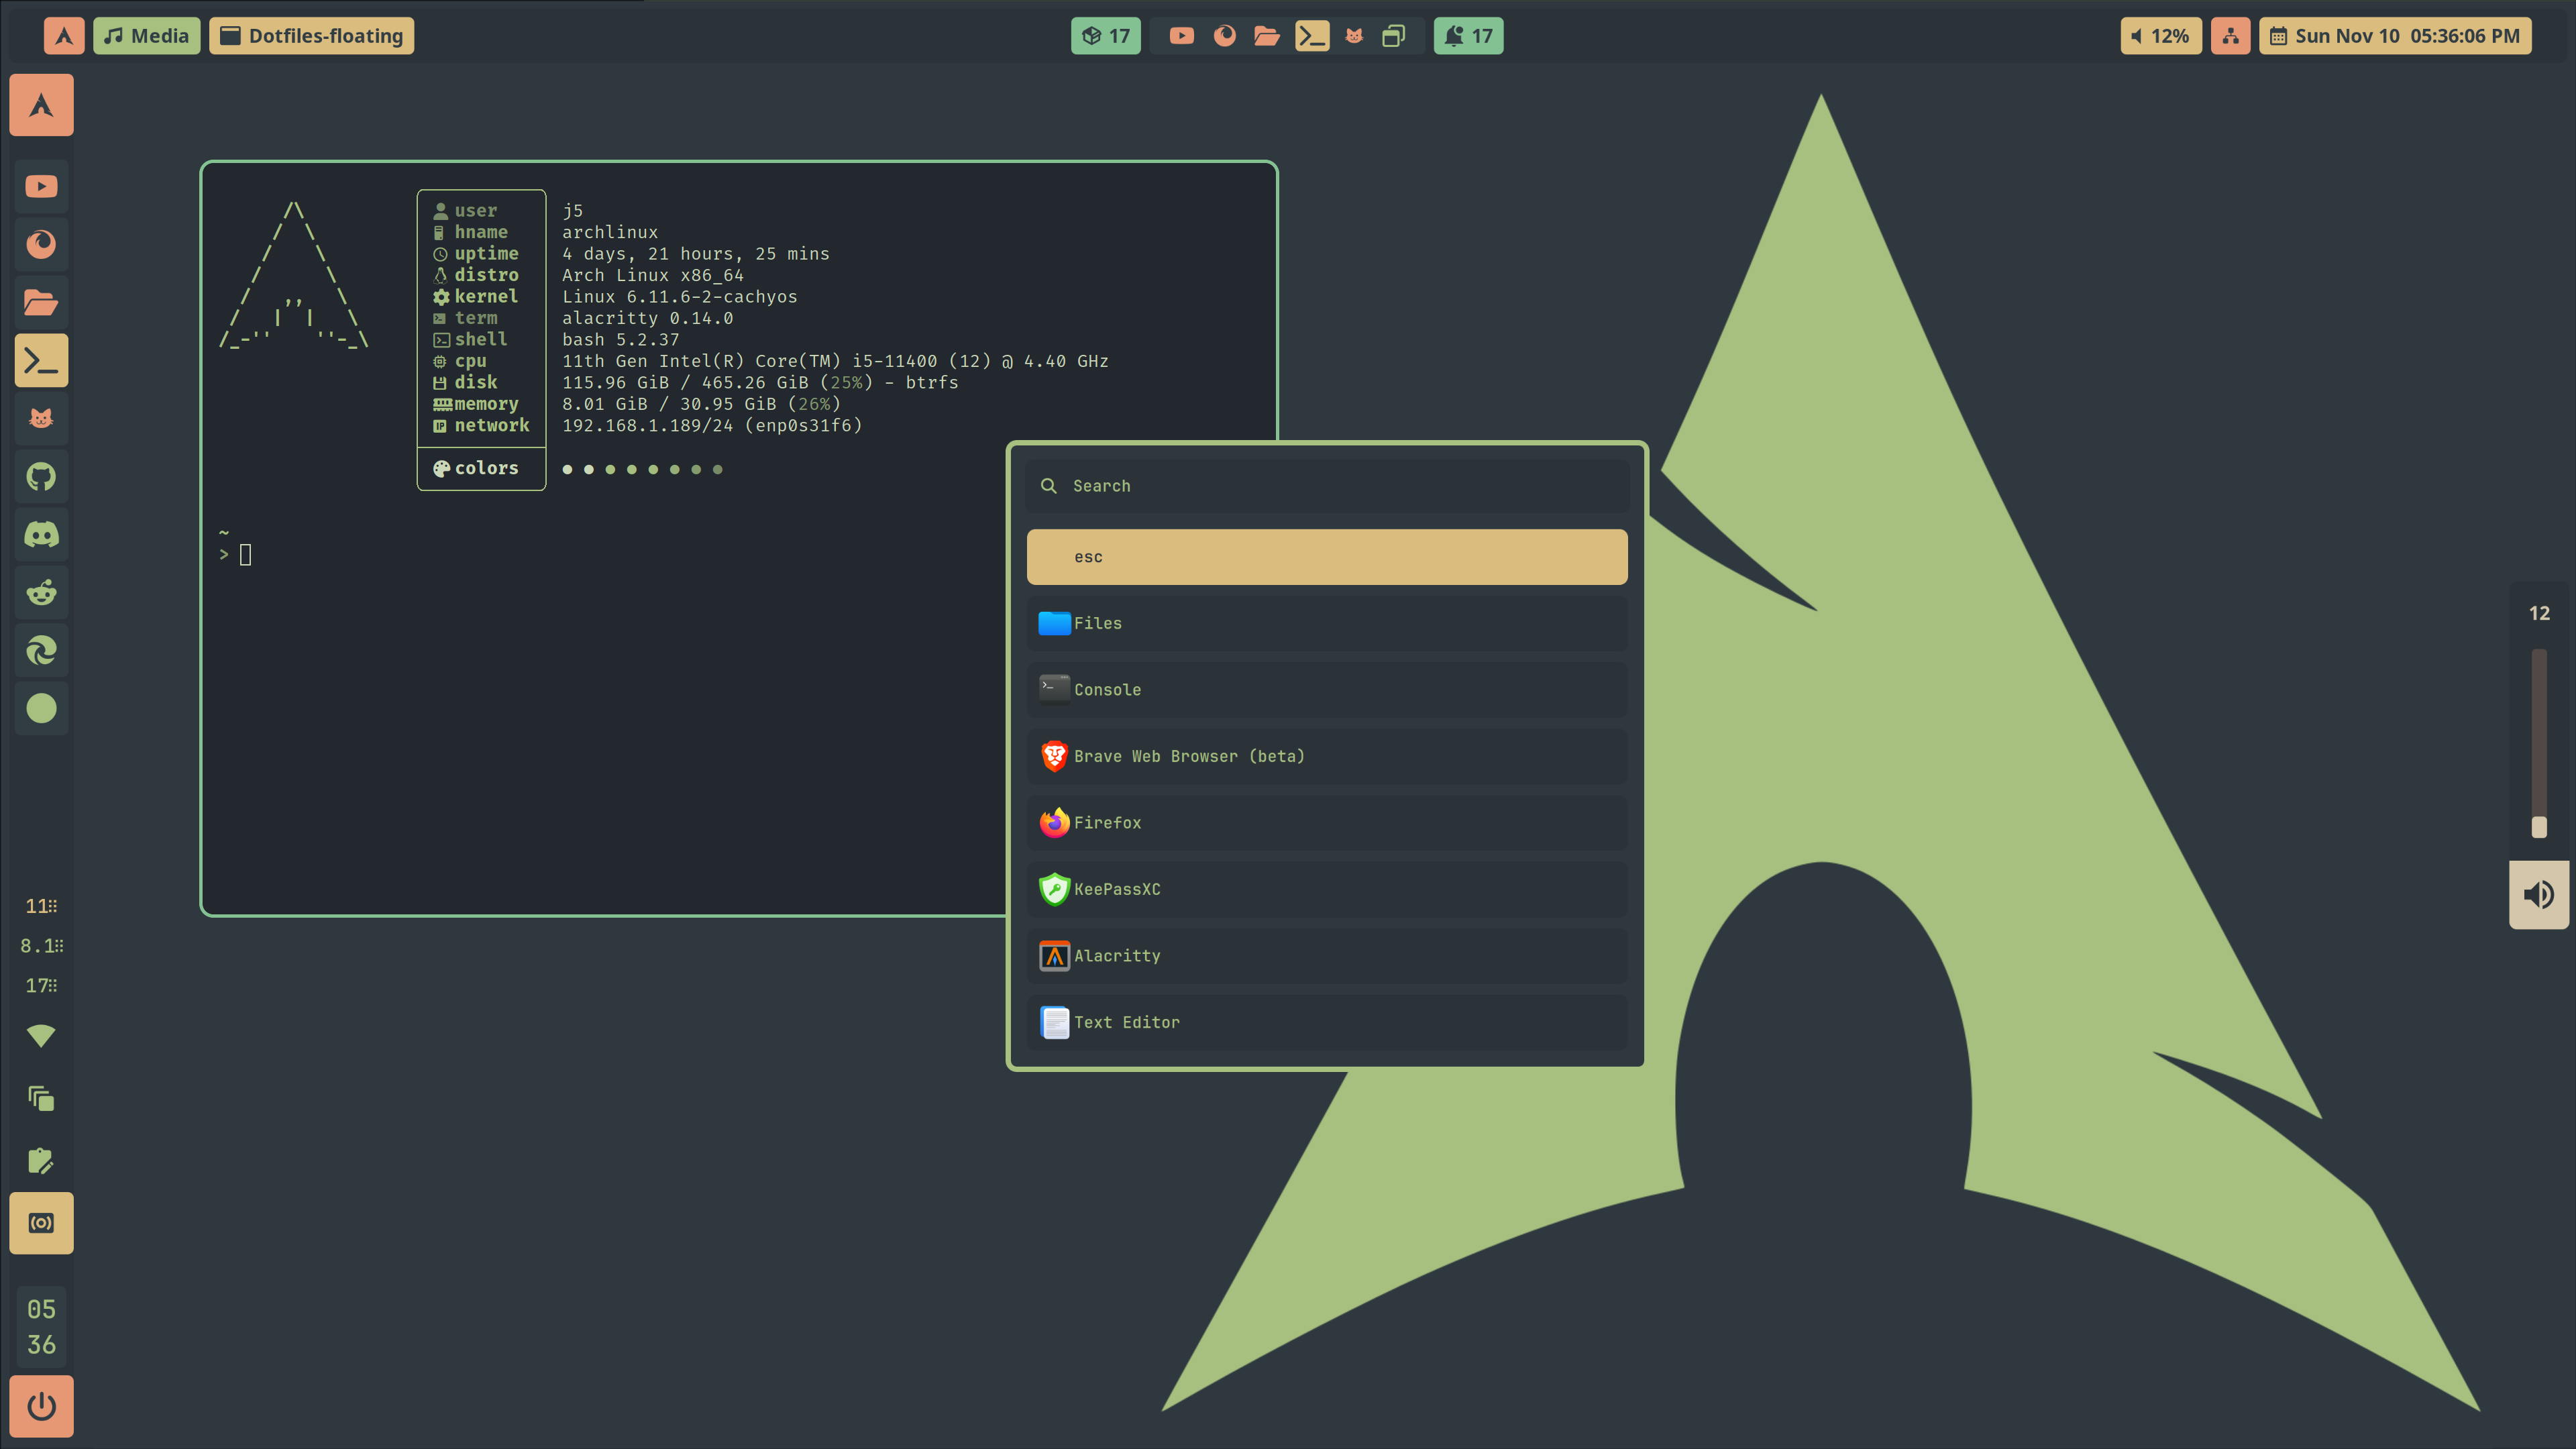 Media
Dotfiles-floating
17
17
12%
Sun Nov 10 05:36:06 PM
user j5
hname archlinux
uptime 4 days, 21 hours, 25 mins
distro Arch Linux x86_64
kernel Linux 6.11.6-2-cachyos
term alacritty 0.14.0
shell bash 5.2.37
cpu 11th Gen Intel(R) Core(TM) i5-11400 (12) @ 4.40 GHz
disk 115.96 GiB / 465.26 GiB (25%) - btrfs
memory 8.01 GiB / 30.95 GiB (26%)
network 192.168.1.189/24 (enp0s31f6)
colors
~
>
Search
esc
Files
Console
Brave Web Browser (beta)
Firefox
KeePassXC
Alacritty
Text Editor
12
11
8.1
17
05
36